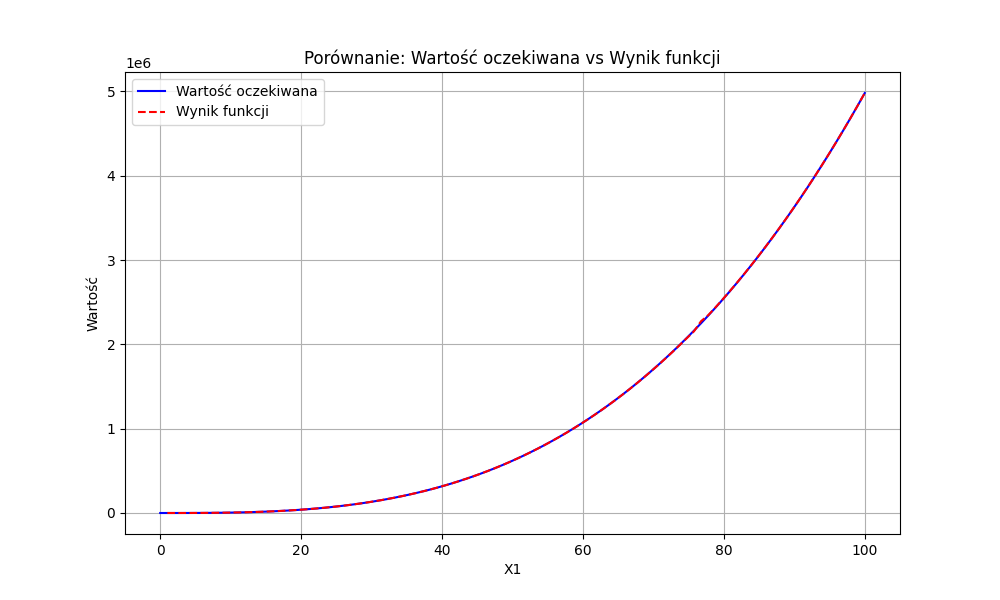 Porównanie: Wartość oczekiwana vs Wynik funkcji
1e6
Wartość oczekiwana
Wynik funkcji
5
4
3
2
1
0
Wartość
0 20 40 60 80 100
X1